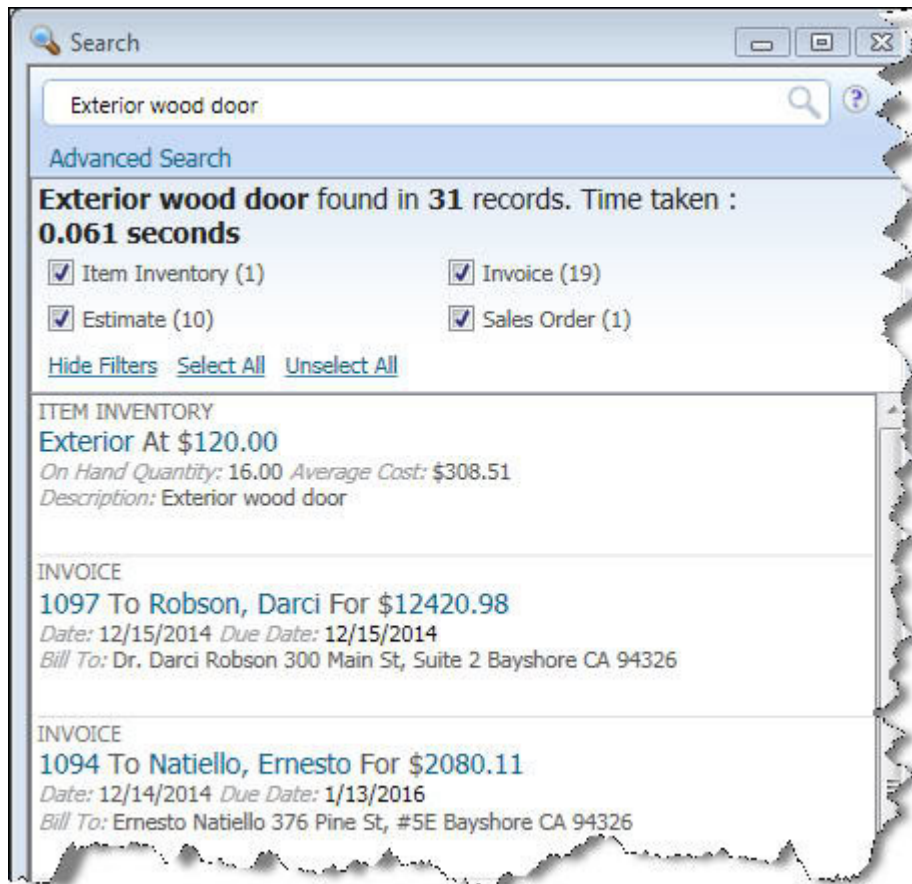 Search
Exterior wood door
?
Advanced Search
Exterior wood door found in 31 records. Time taken :
0.061 seconds
Item Inventory (1)
Invoice (19)
Estimate (10)
Sales Order (1)
Hide Filters Select All Unselect All
ITEM INVENTORY
Exterior At $120.00
On Hand Quantity: 16.00 Average Cost: $308.51
Description: Exterior wood door
INVOICE
1097 To Robson, Darci For $12420.98
Date: 12/15/2014 Due Date: 12/15/2014
Bill To: Dr. Darci Robson 300 Main St, Suite 2 Bayshore CA 94326
INVOICE
1094 To Natiello, Ernesto For $2080.11
Date: 12/14/2014 Due Date: 1/13/2016
Bill To: Ernesto Natiello 376 Pine St, #5E Bayshore CA 94326